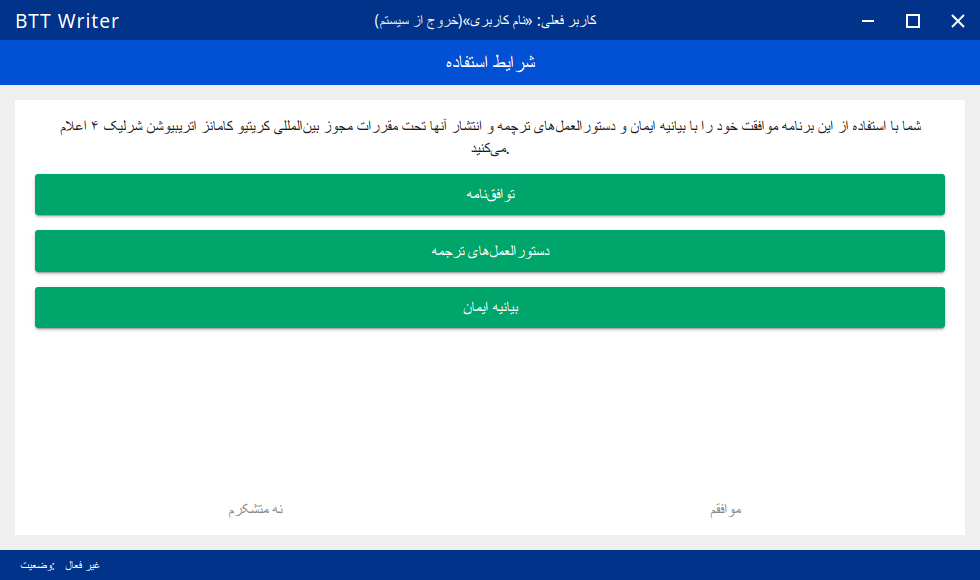 BTT Writer
کاربر فعلی: «نام کاربری»(خروج از سیستم)
شرایط استفاده
شما با استفاده از این برنامه موافقت خود را با بیانیه ایمان و دستورالعمل‌های ترجمه و انتشار آنها تحت مقررات مجوز بین‌المللی کریتیو کامانز اتریبیوشن شرلیک ۴ اعلام
می‌کنید.
توافق‌نامه
دستورالعمل‌های ترجمه
بیانیه ایمان
موافقم
نه متشکرم
وضعیت: غیر فعال